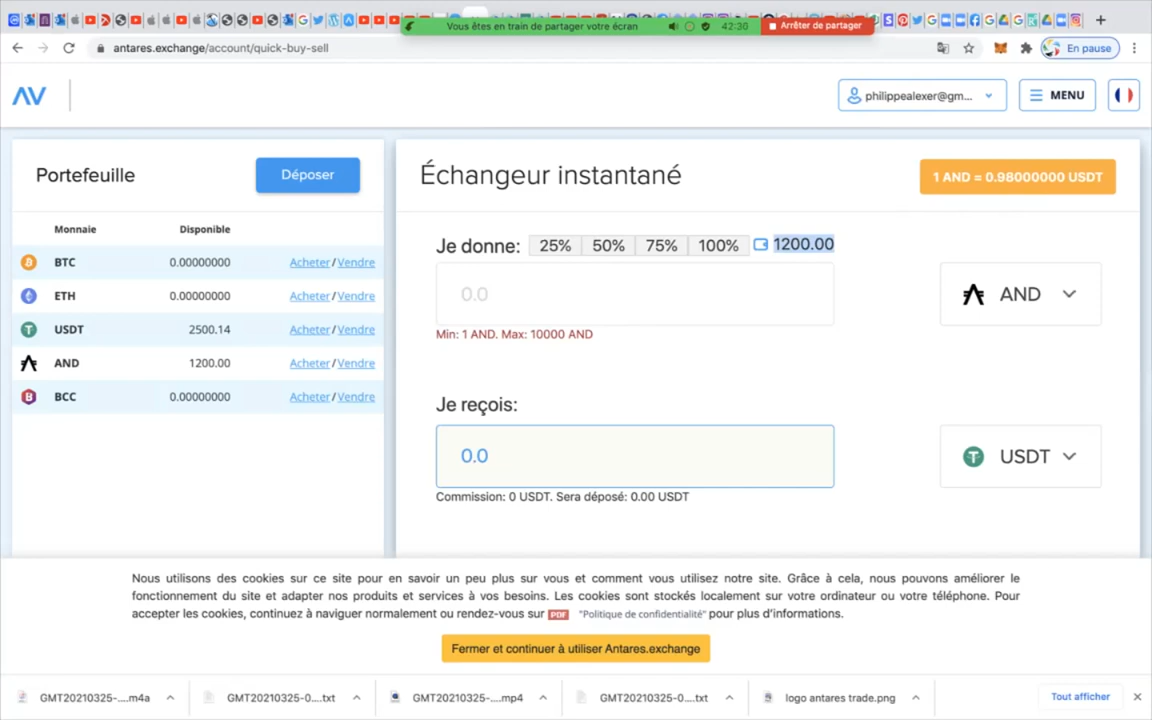 Vous êtes en train de partager votre écran 42:30 Arrêter de partager
antares.exchange/account/quick-buy-sell En pause
AV philippealexer@gm... MENU
Portefeuille Déposer
Monnaie Disponible
BTC 0.00000000 Acheter/Vendre
ETH 0.00000000 Acheter/Vendre
USDT 2500.14 Acheter/Vendre
AND 1200.00 Acheter/Vendre
BCC 0.00000000 Acheter/Vendre
Échangeur instantané 1 AND = 0.98000000 USDT
Je donne: 25% 50% 75% 100% 1200.00
0.0 AND
Min: 1 AND. Max: 10000 AND
Je reçois:
0.0 USDT
Commission: 0 USDT. Sera déposé: 0.00 USDT
Nous utilisons des cookies sur ce site pour en savoir un peu plus sur vous et comment vous utilisez notre site. Grâce à cela, nous pouvons améliorer le
fonctionnement du site et adapter nos produits et services à vos besoins. Les cookies sont stockés localement sur votre ordinateur ou votre téléphone. Pour
accepter les cookies, continuez à naviguer normalement ou rendez-vous sur PDF "Politique de confidentialité" pour plus d'informations.
Fermer et continuer à utiliser Antares.exchange
GMT20210325-....m4a GMT20210325-0....txt GMT20210325-....mp4 GMT20210325-0....txt logo antares trade.png Tout afficher